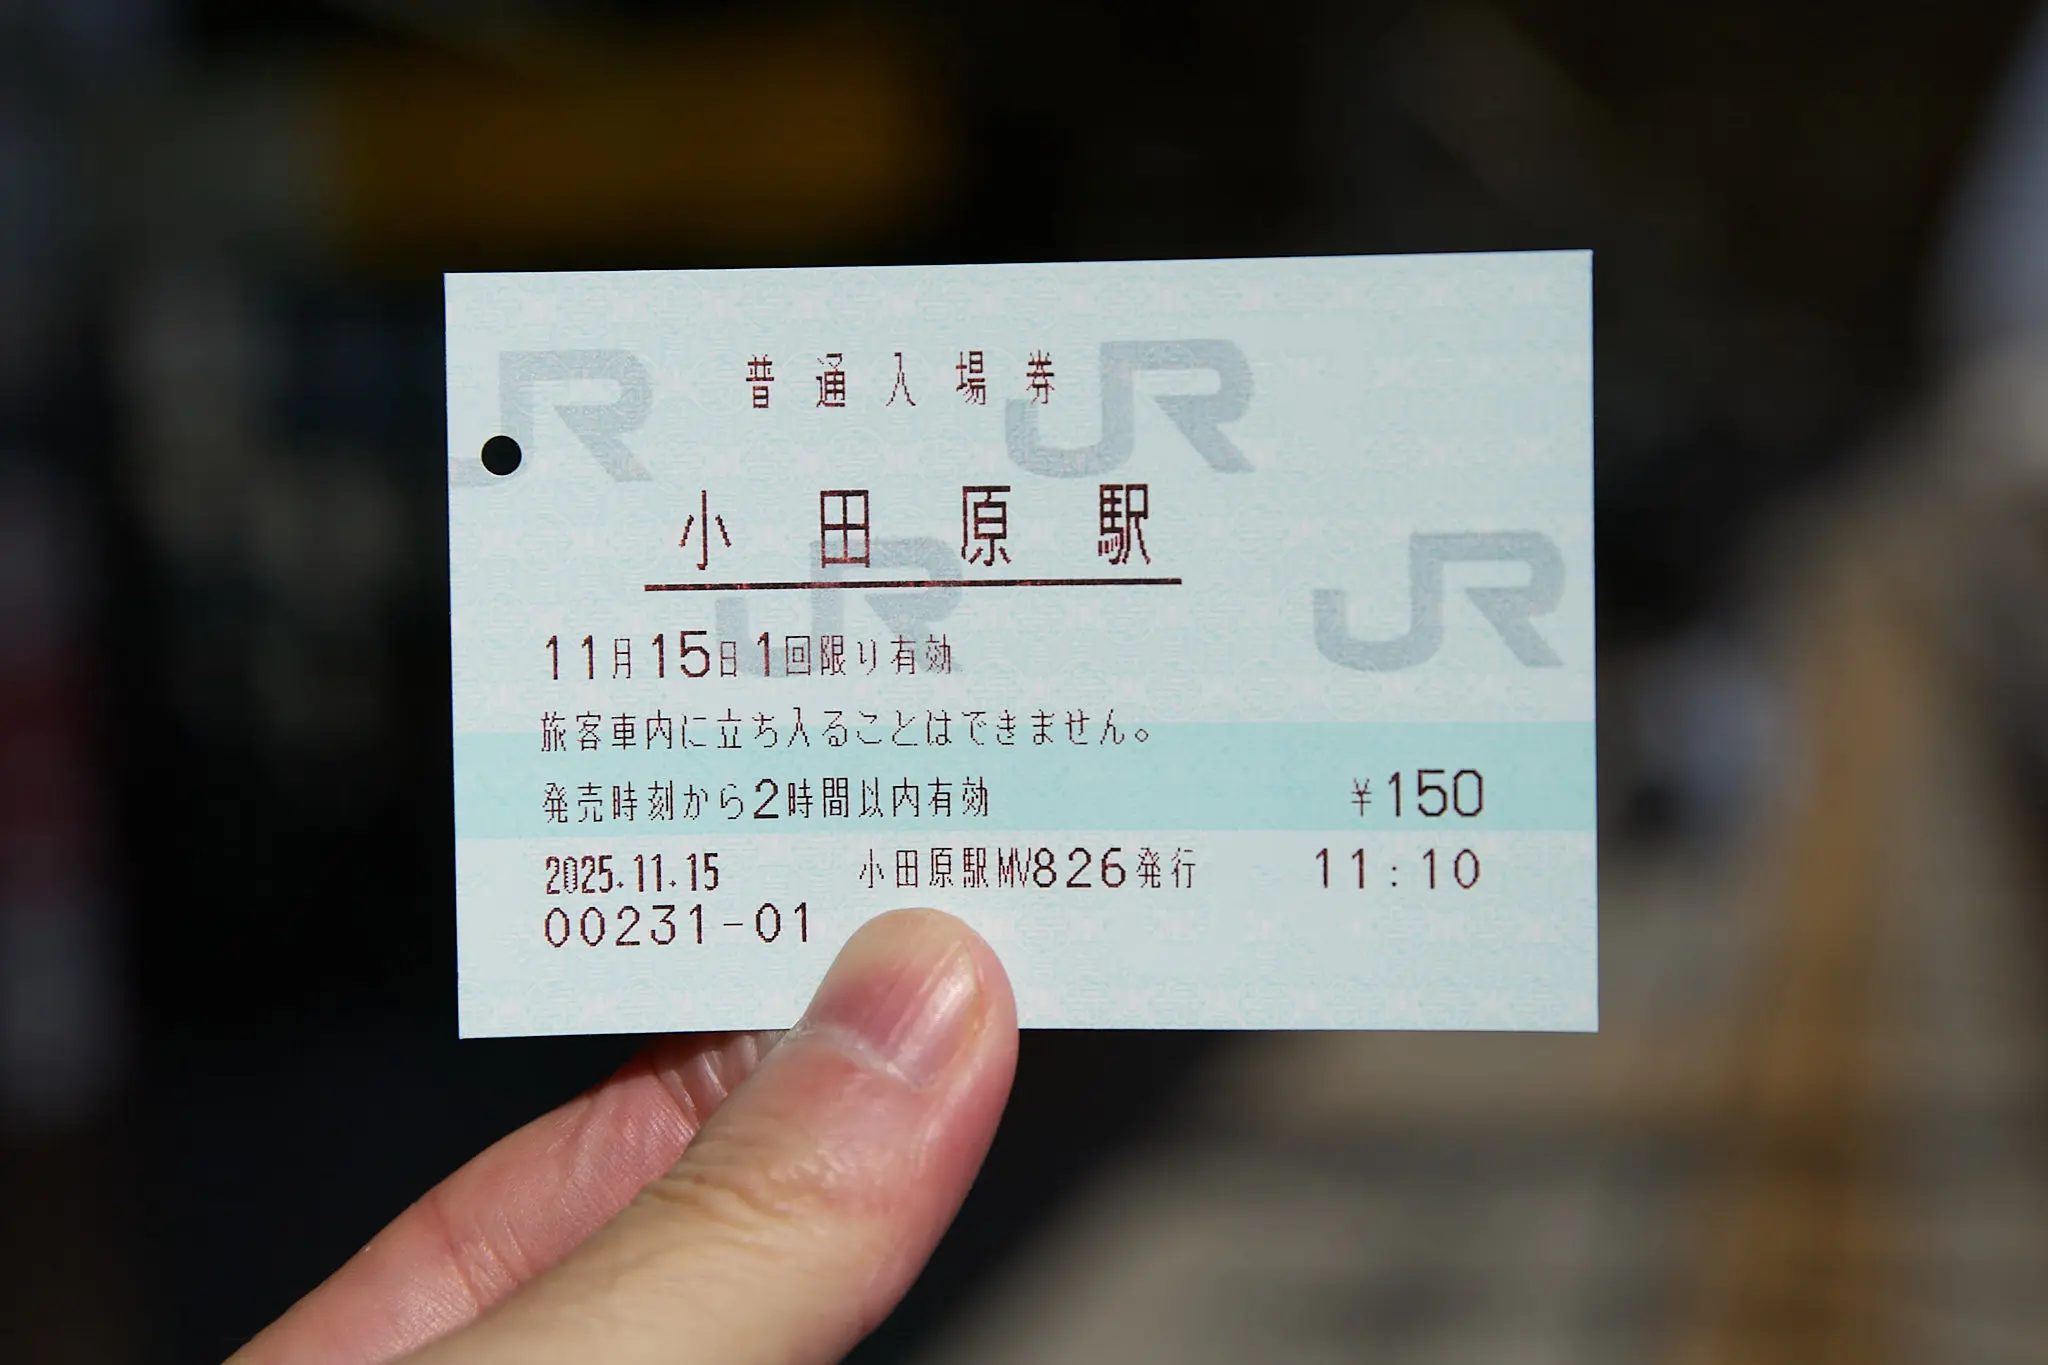 普通入場券
小田原駅
11月15日1回限り有効
旅客車内に立ち入ることはできません。
発売時刻から2時間以内有効 ¥150
2025.11.15 小田原駅MV826発行 11:10
00231-01
JR JR
JR JR